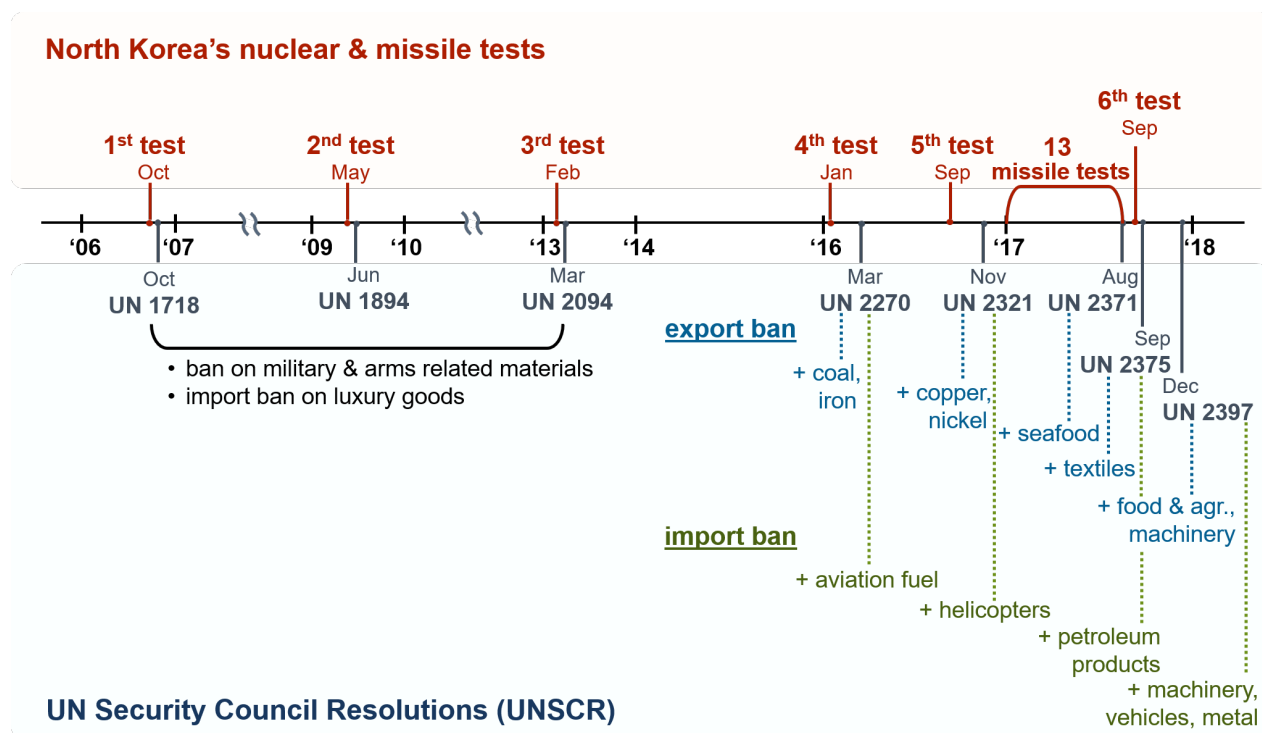 North Korea's nuclear & missile tests
6th test
Sep
1st test
Oct
2nd test
May
3rd test
Feb
4th test
Jan
5th test
Sep
13
missile tests
‘06
‘07
‘09
‘10
‘13
‘14
‘16
‘17
‘18
Oct
UN 1718
Jun
UN 1894
Mar
UN 2094
Mar
UN 2270
Nov
UN 2321
Aug
UN 2371
Sep
UN 2375
Dec
UN 2397
• ban on military & arms related materials
• import ban on luxury goods
export ban
+ coal,
iron
+ copper,
nickel
+ seafood
+ textiles
+ food & agr.,
machinery
import ban
+ aviation fuel
+ helicopters
+ petroleum
products
+ machinery,
vehicles, metal
UN Security Council Resolutions (UNSCR)